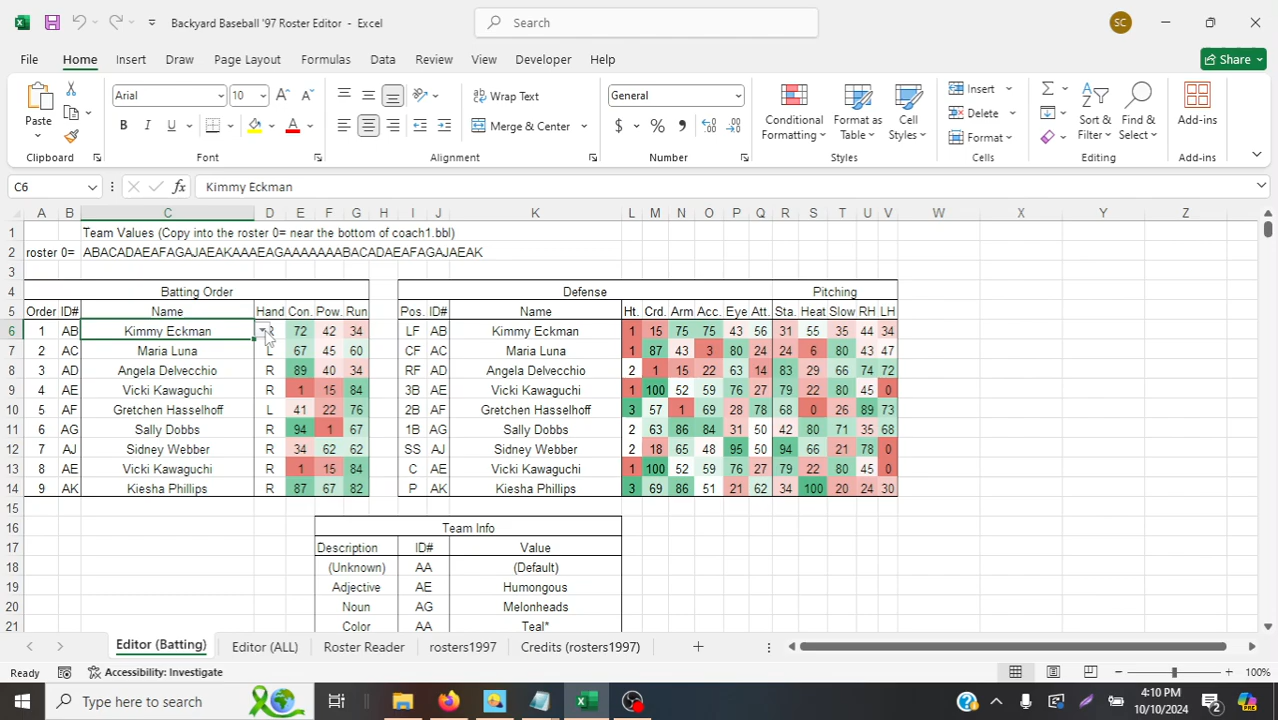 Backyard Baseball '97 Roster Editor - Excel
Search
SC
File Home Insert Draw Page Layout Formulas Data Review View Developer Help Share
Paste
Arial 10
B I U
Wrap Text
Merge & Center
General
Conditional Formatting
Format as Table
Cell Styles
Insert
Delete
Format
Sort & Filter
Find & Select
Add-ins
Clipboard Font Alignment Number Styles Cells Editing Add-ins
C6 Kimmy Eckman
A B C D E F G H I J K L M N O P Q R S T U V W X Y Z
1 Team Values (Copy into the roster 0= near the bottom of coach1.bbl)
2 roster 0= ABACADAEAFAGAJAEAKAAAEAGAAAAAAABACADAEAFAGAJAEAK
3
4 Batting Order Defense Pitching
5 Order ID# Name Hand Con. Pow. Run Pos. ID# Name Ht. Crd. Arm Acc. Eye Att. Sta. Heat Slow RH LH
6 1 AB Kimmy Eckman R 72 42 34 LF AB Kimmy Eckman 1 15 75 75 43 56 31 55 35 44 34
7 2 AC Maria Luna L 67 45 60 CF AC Maria Luna 1 87 43 3 80 24 24 6 80 43 47
8 3 AD Angela Delvecchio R 89 40 34 RF AD Angela Delvecchio 2 1 15 22 63 14 83 29 66 74 72
9 4 AE Vicki Kawaguchi R 1 15 84 3B AE Vicki Kawaguchi 1 100 52 59 76 27 79 22 80 45 0
10 5 AF Gretchen Hasselhoff L 41 22 76 2B AF Gretchen Hasselhoff 3 57 1 69 28 78 68 0 26 89 73
11 6 AG Sally Dobbs R 94 1 67 1B AG Sally Dobbs 2 63 86 84 31 50 42 80 71 35 68
12 7 AJ Sidney Webber R 34 62 62 SS AJ Sidney Webber 2 18 65 48 95 50 94 66 21 78 0
13 8 AE Vicki Kawaguchi R 1 15 84 C AE Vicki Kawaguchi 1 100 52 59 76 27 79 22 80 45 0
14 9 AK Kiesha Phillips R 87 67 82 P AK Kiesha Phillips 3 69 86 51 21 62 34 100 20 24 30
15
16 Team Info
17 Description ID# Value
18 (Unknown) AA (Default)
19 Adjective AE Humongous
20 Noun AG Melonheads
21 Color AA Teal*
Editor (Batting) Editor (ALL) Roster Reader rosters1997 Credits (rosters1997)
Ready Accessibility: Investigate 100%
Type here to search
4:10 PM
10/10/2024
2